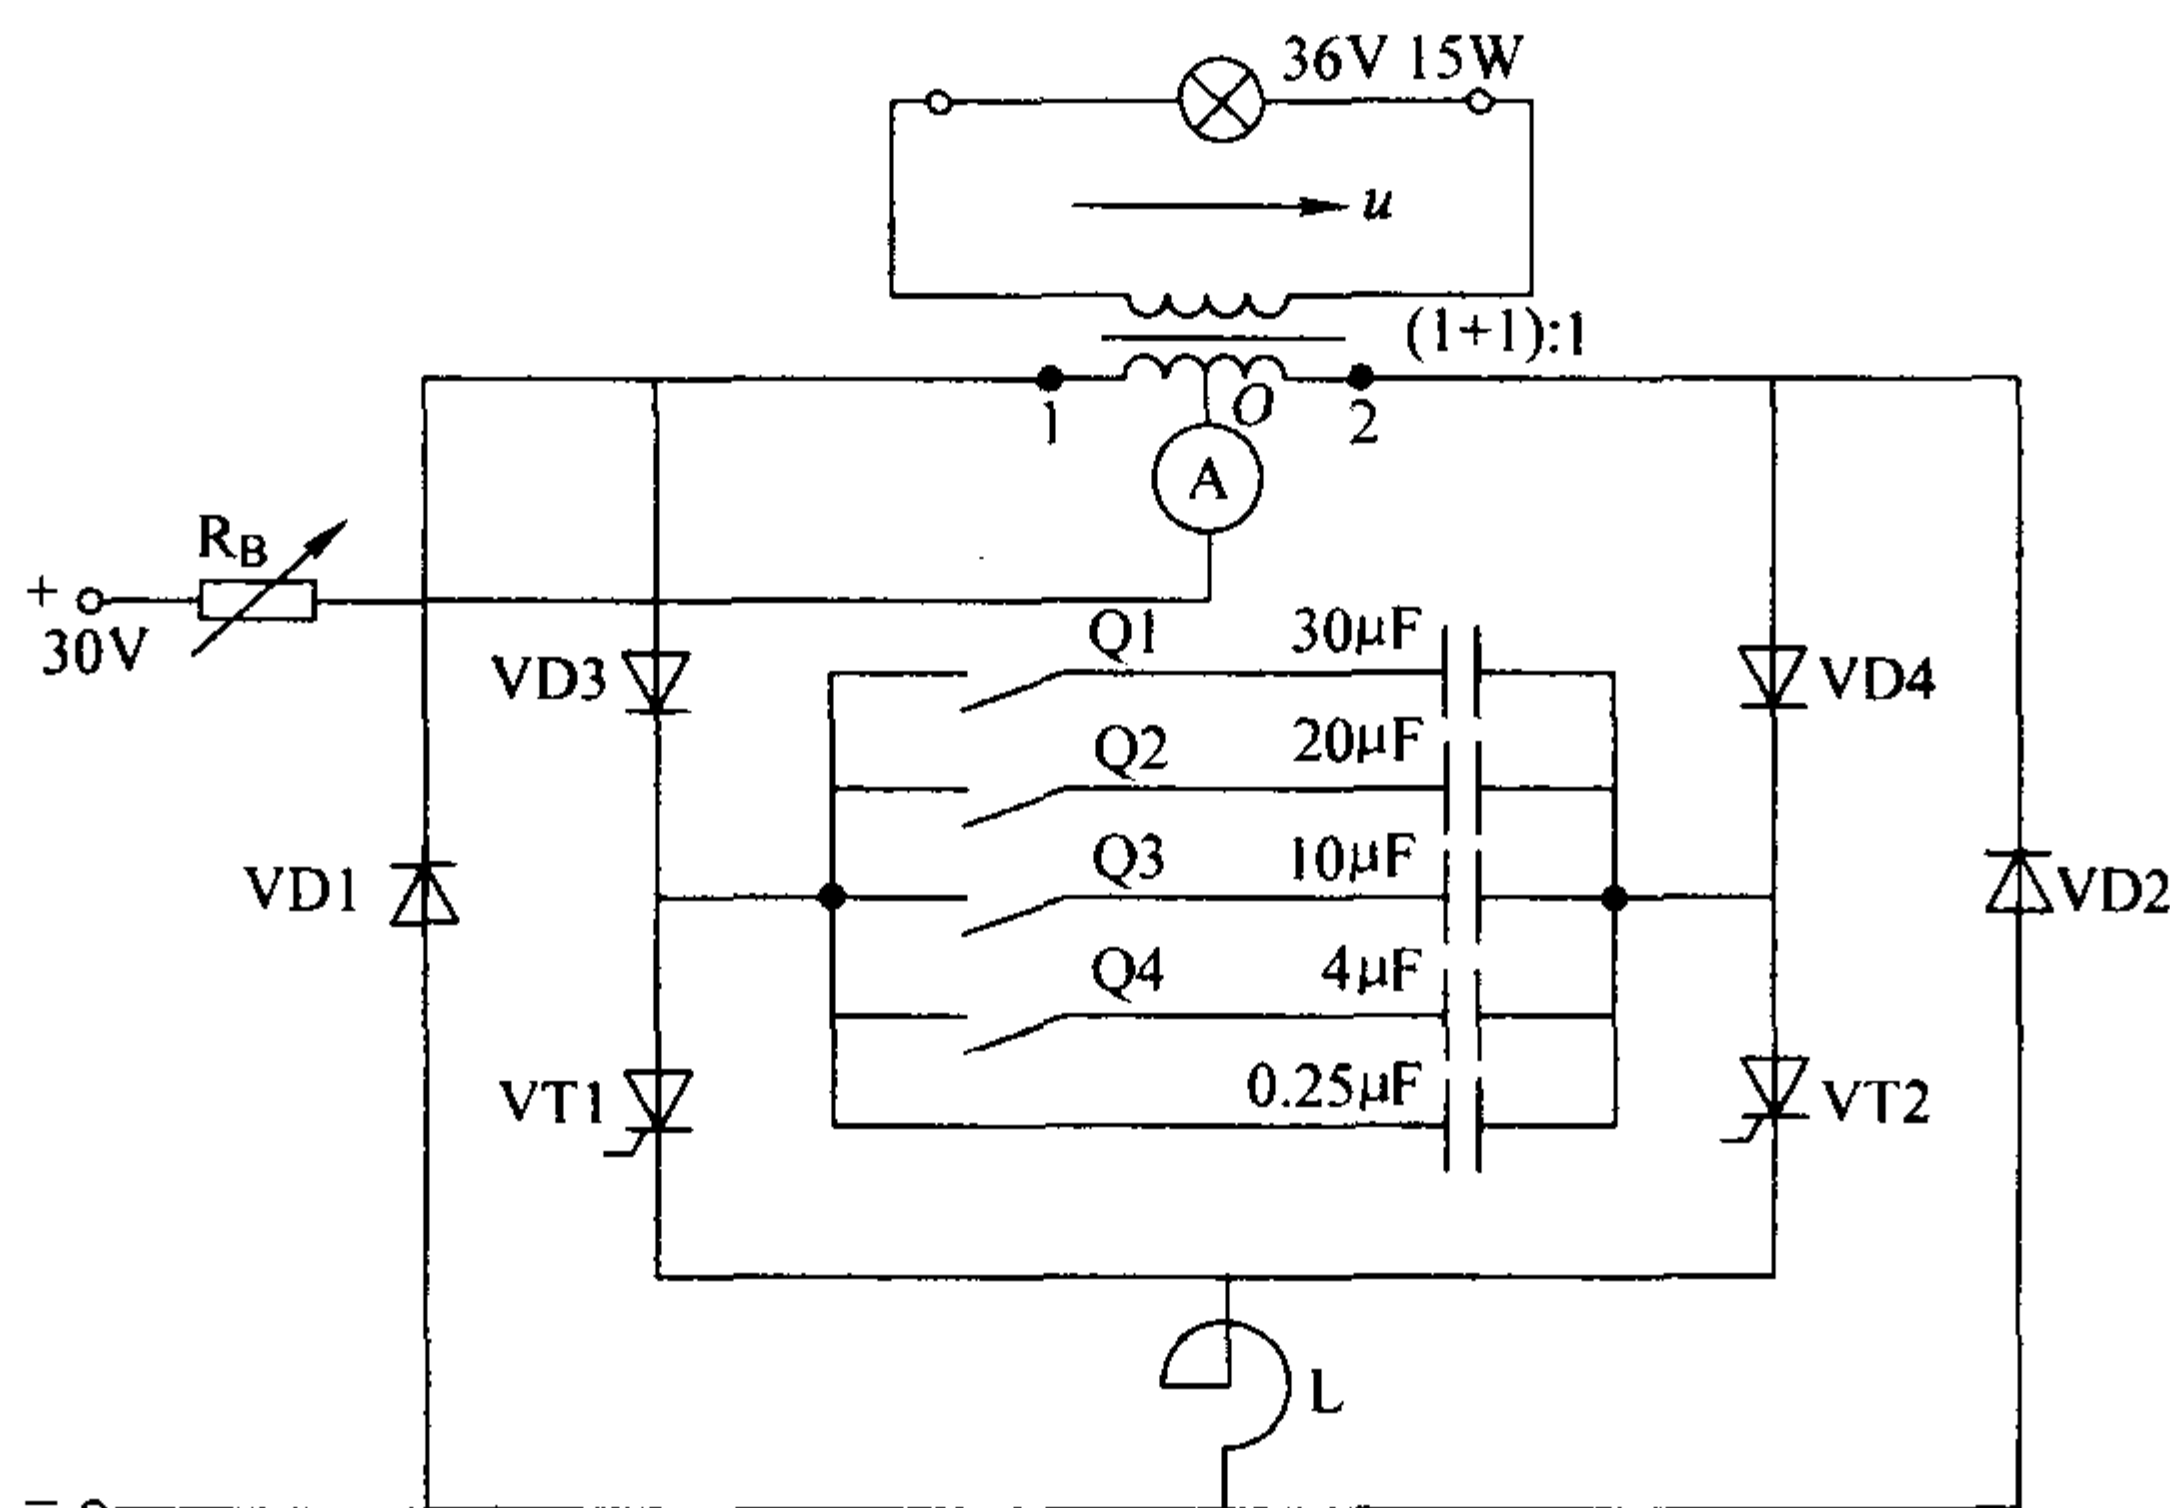 36V 15W
u
(1+1):1
1
O
2
A
R_B
+
30V
Q1
30μF
VD3
VD4
Q2
20μF
VD1
Q3
10μF
VD2
Q4
4μF
VT1
0.25μF
VT2
L
−